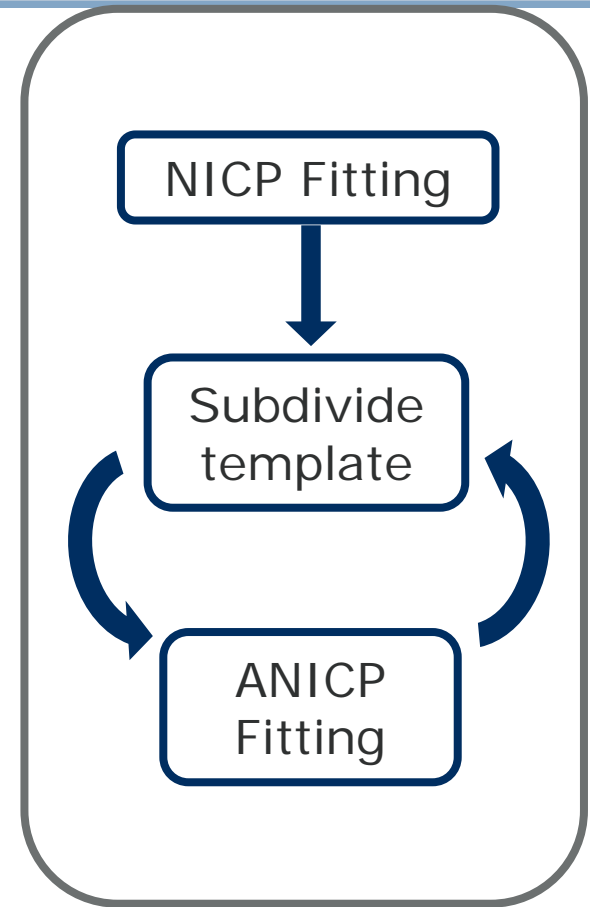 NICP Fitting
Subdivide
template
ANICP
Fitting